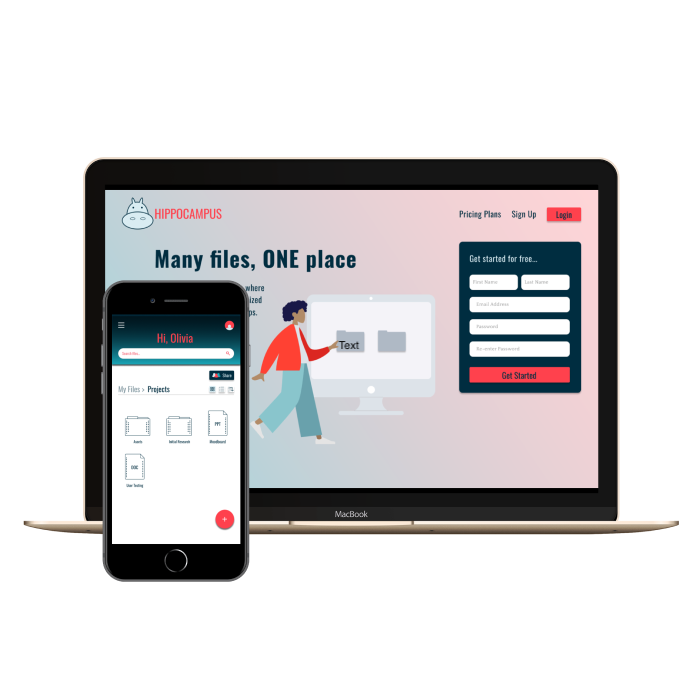 HIPPOCAMPUS
Pricing Plans
Sign Up
Login
Many files, ONE place
where
ized
ps.
Text
Get started for free...
First Name
Last Name
Email Address
Password
Re-enter Password
Get Started
MacBook
Hi, Olivia
Search files...
Share
My Files > Projects
Assets
Initial Research
PPT
Moodboard
DOC
User Testing
+